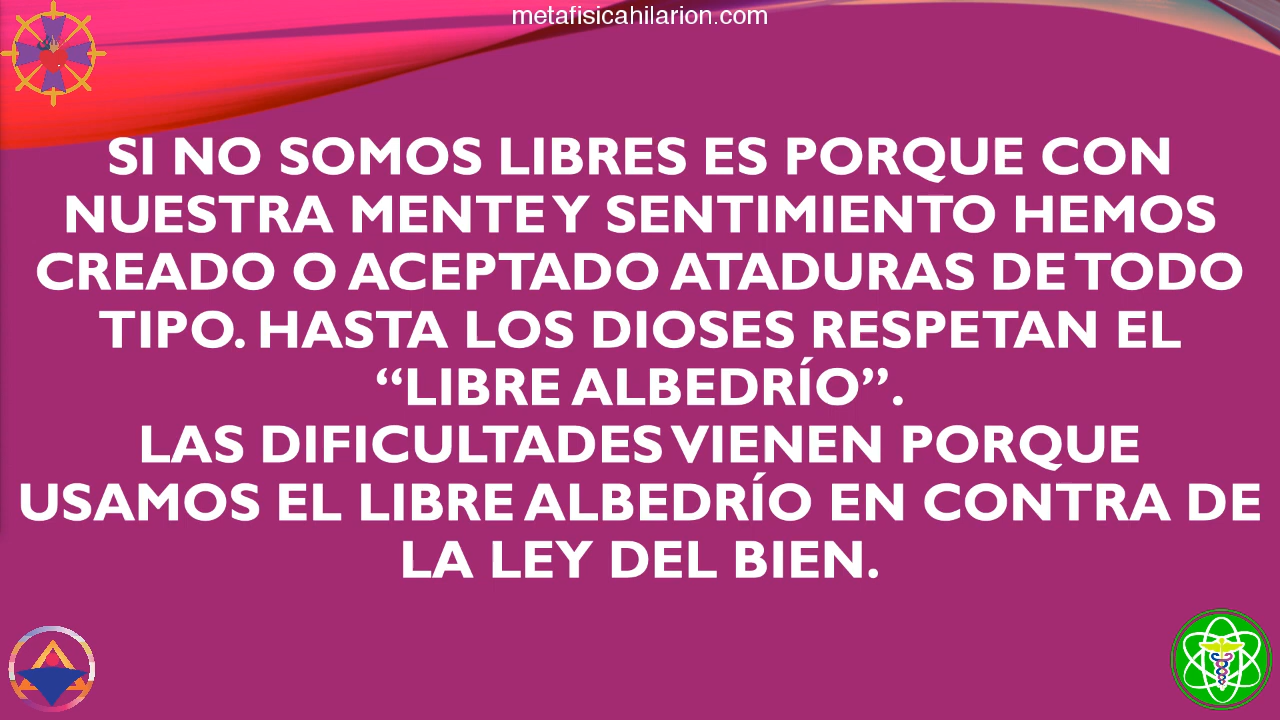 metafisicahilarion.com
SI NO SOMOS LIBRES ES PORQUE CON
NUESTRA MENTE Y SENTIMIENTO HEMOS
CREADO O ACEPTADO ATADURAS DE TODO
TIPO. HASTA LOS DIOSES RESPETAN EL
“LIBRE ALBEDRÍO”.
LAS DIFICULTADES VIENEN PORQUE
USAMOS EL LIBRE ALBEDRÍO EN CONTRA DE
LA LEY DEL BIEN.